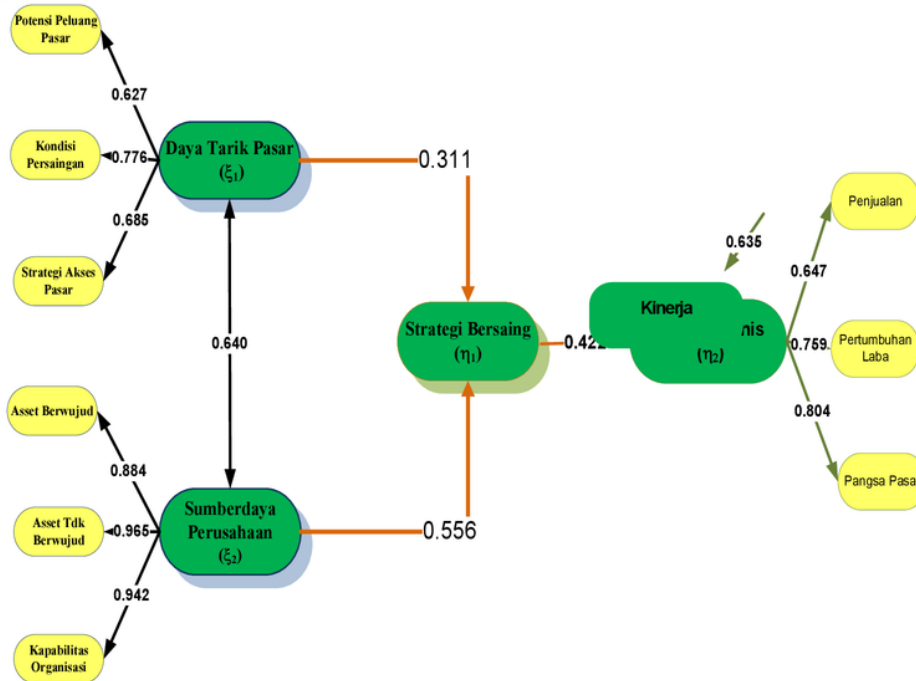 Potensi Peluang
Pasar
0.627
Kondisi
Persaingan
0.776
0.685
Strategi Akses
Pasar
Daya Tarik Pasar
(ξ1)
0.311
0.640
Strategi Bersaing
(η1)
0.422
Kinerja
nis
(η2)
0.635
0.647
Penjualan
0.759
Pertumbuhan
Laba
0.804
Pangsa Pasa
Asset Berwujud
0.884
Asset Tdk
Berwujud
0.965
0.942
Kapabilitas
Organisasi
Sumberdaya
Perusahaan
(ξ2)
0.556